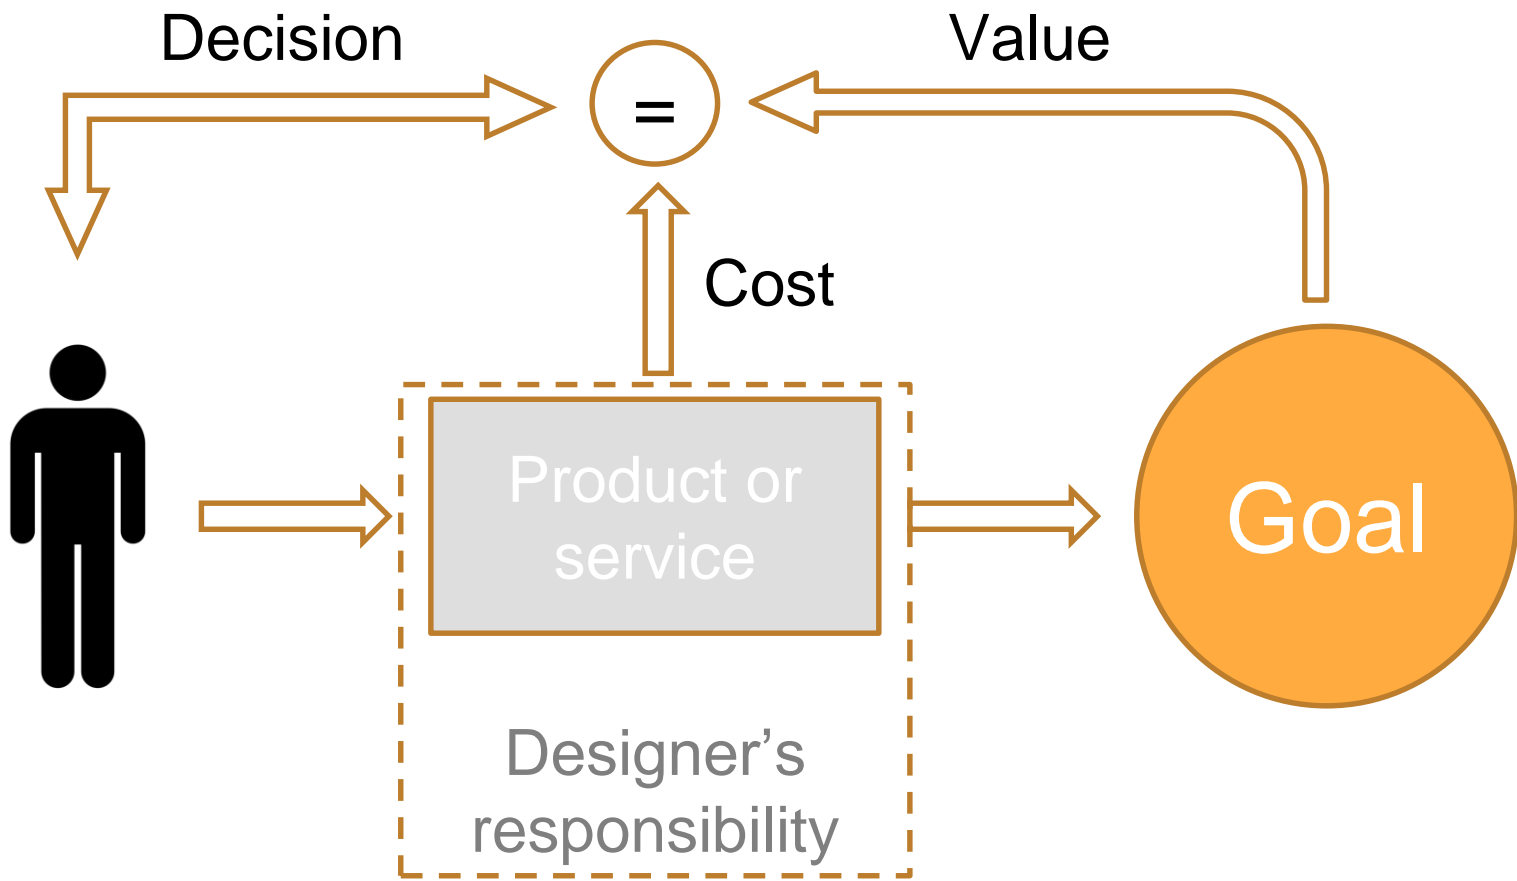 Decision
Value
=
Cost
Product or
service
Goal
Designer’s
responsibility